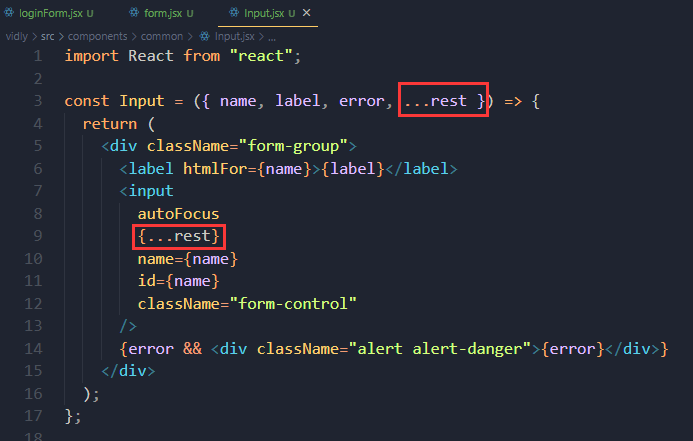 loginForm.jsx U form.jsx U Input.jsx U ×
vidly > src > components > common > Input.jsx > ...
1 import React from "react";
2
3 const Input = ({ name, label, error, ...rest }) => {
4 return (
5 <div className="form-group">
6 <label htmlFor={name}>{label}</label>
7 <input
8 autoFocus
9 {...rest}
10 name={name}
11 id={name}
12 className="form-control"
13 />
14 {error && <div className="alert alert-danger">{error}</div>}
15 </div>
16 );
17 };
18